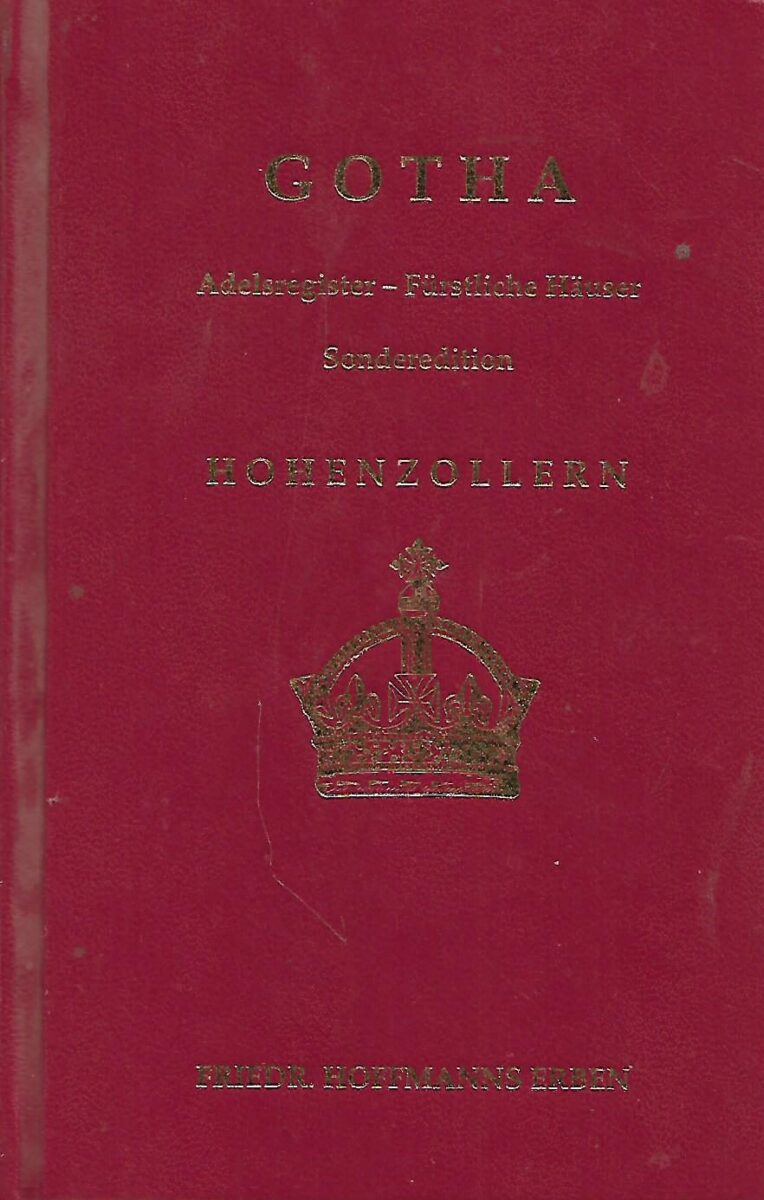 GOTHA
Adelsregister – Fürstliche Häuser
Sonderedition
HOHENZOLLERN
FRIEDR. HOFFMANNS ERBEN